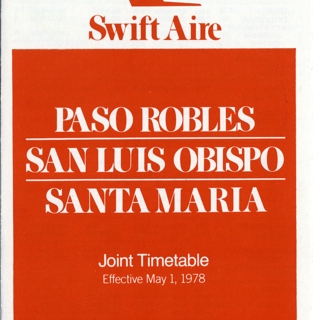 Swift Aire
PASO ROBLES
SAN LUIS OBISPO
SANTA MARIA
Joint Timetable
Effective May 1, 1978